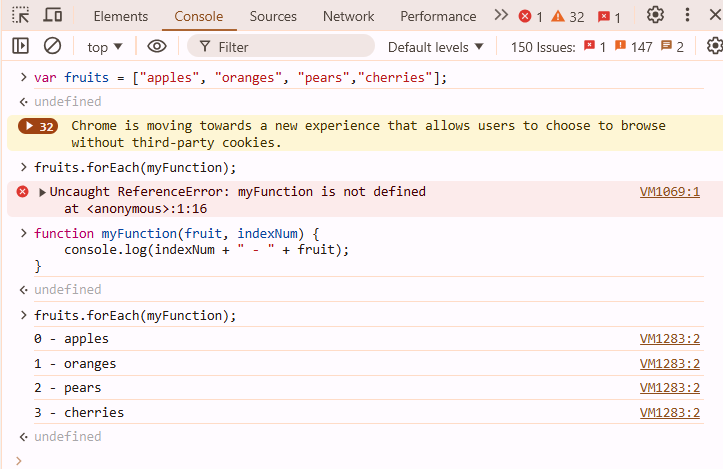 Elements Console Sources Network Performance 1 32 1
top Filter Default levels 150 Issues: 1 147 2
var fruits = ["apples", "oranges", "pears","cherries"];
undefined
32 Chrome is moving towards a new experience that allows users to choose to browse
without third-party cookies.
fruits.forEach(myFunction);
Uncaught ReferenceError: myFunction is not defined VM1069:1
at <anonymous>:1:16
function myFunction(fruit, indexNum) {
console.log(indexNum + " - " + fruit);
}
undefined
fruits.forEach(myFunction);
0 - apples VM1283:2
1 - oranges VM1283:2
2 - pears VM1283:2
3 - cherries VM1283:2
undefined